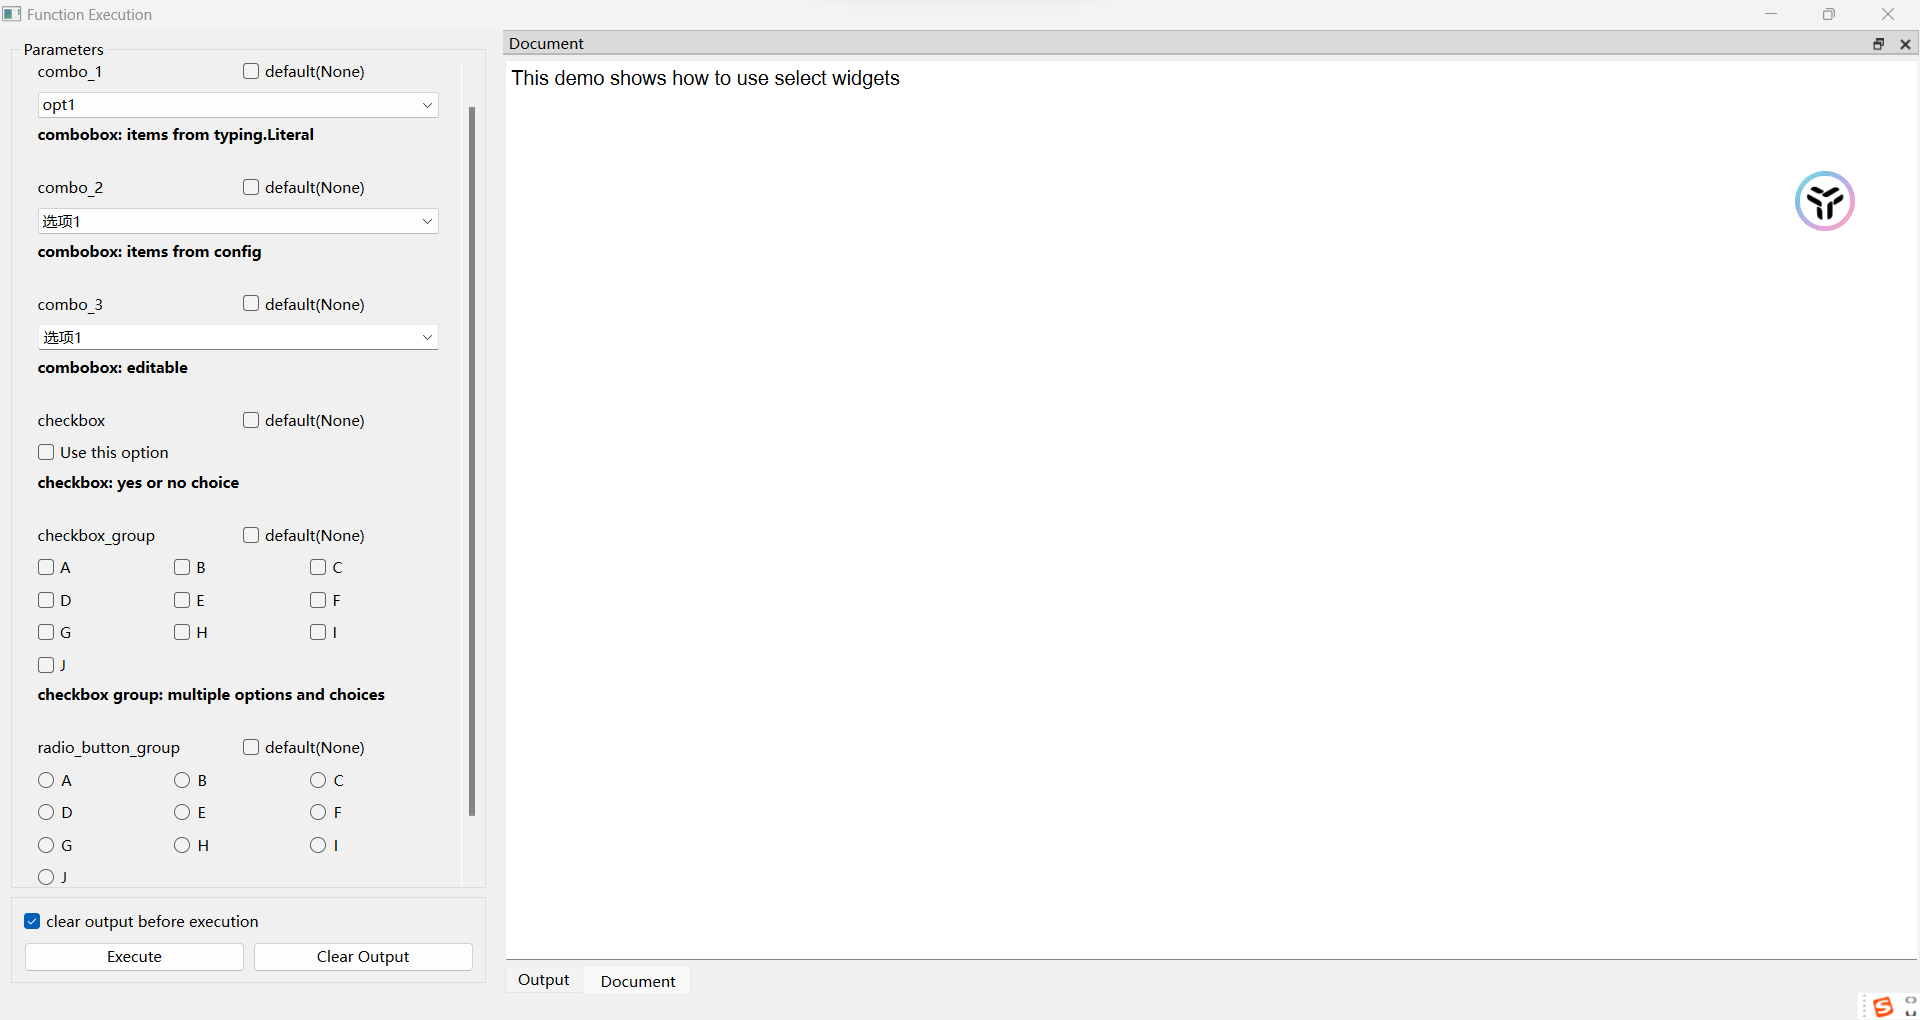 Function Execution
Parameters
combo_1 default(None)
opt1
combobox: items from typing.Literal
combo_2 default(None)
选项1
combobox: items from config
combo_3 default(None)
选项1
combobox: editable
checkbox default(None)
Use this option
checkbox: yes or no choice
checkbox_group default(None)
A B C
D E F
G H I
J
checkbox group: multiple options and choices
radio_button_group default(None)
A B C
D E F
G H I
J
clear output before execution
Execute Clear Output
Document
This demo shows how to use select widgets
Output Document